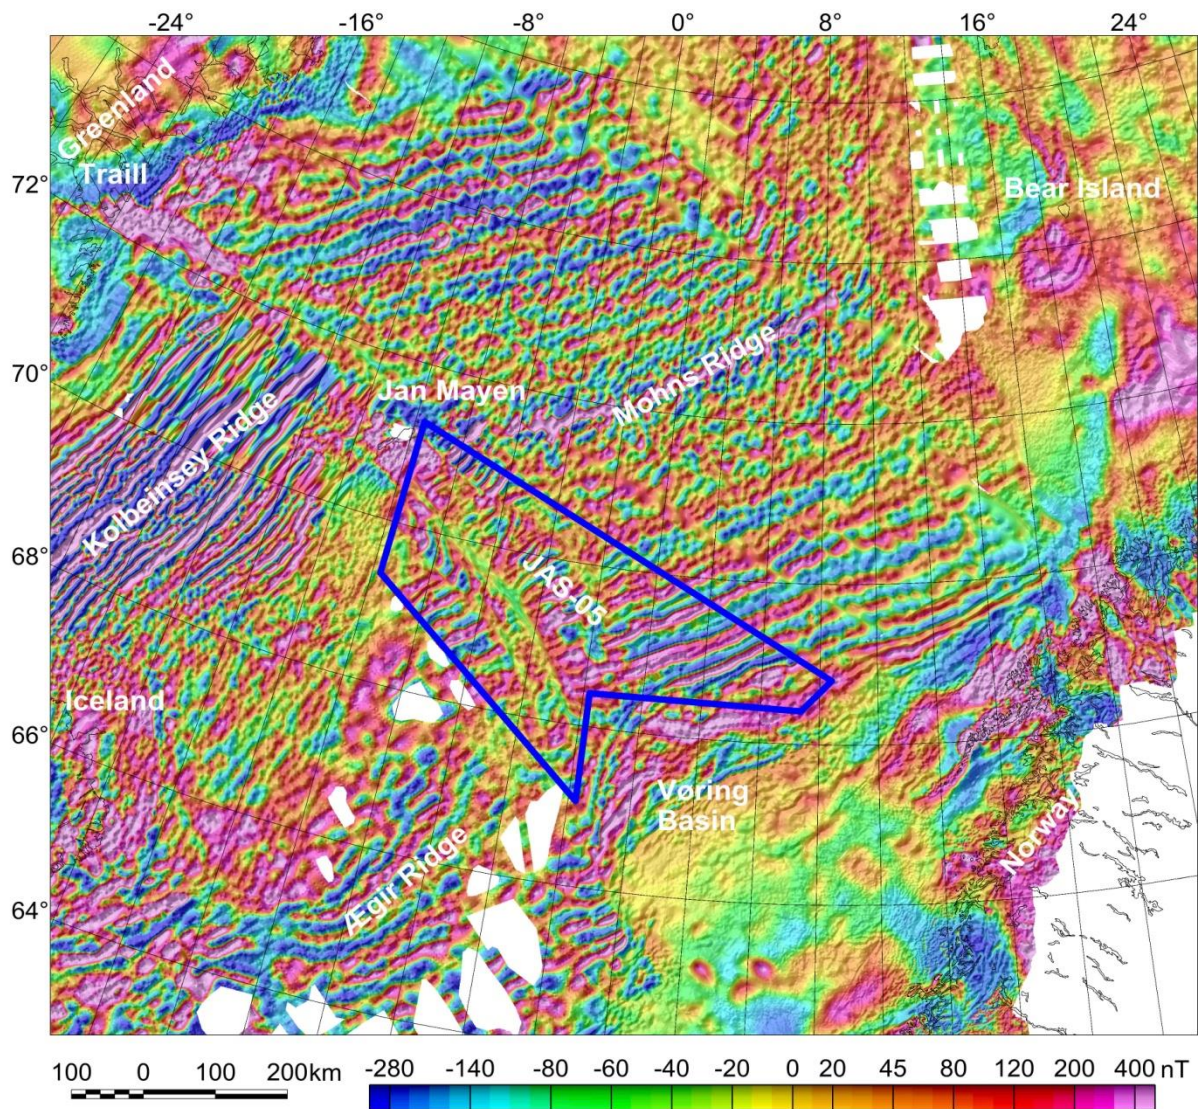 -24° -16° -8° 0° 8° 16° 24°
Greenland
Traill
72°
Bear Island
70°
Jan Mayen
Mohns Ridge
Kolbeinsey Ridge
68°
JAS-05
Iceland
66°
Vøring
Basin
Norway
Ægir Ridge
64°
100 0 100 200km
-280 -140 -80 -60 -40 -20 0 20 45 80 120 200 400 nT